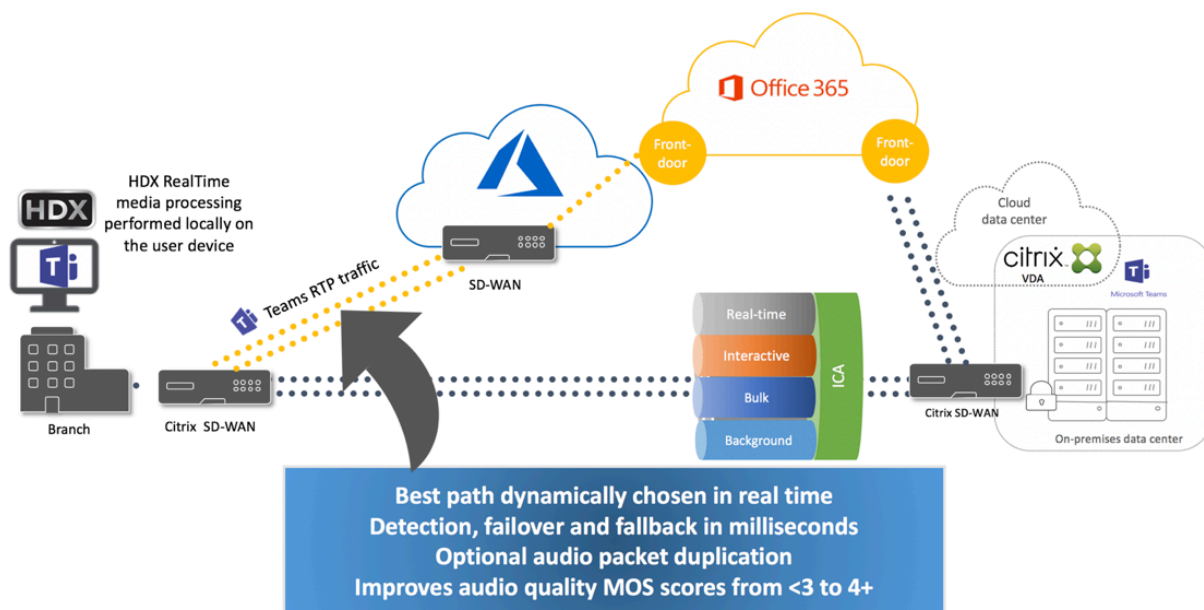 Office 365
Front-
door
Front-
door
HDX
HDX RealTime
media processing
performed locally on
the user device
Cloud
data center
citrix
VDA
Microsoft Teams
SD-WAN
Teams RTP traffic
Real-time
Interactive
Bulk
Background
ICA
Branch
Citrix SD-WAN
Citrix SD-WAN
On-premises data center
Best path dynamically chosen in real time
Detection, failover and fallback in milliseconds
Optional audio packet duplication
Improves audio quality MOS scores from <3 to 4+